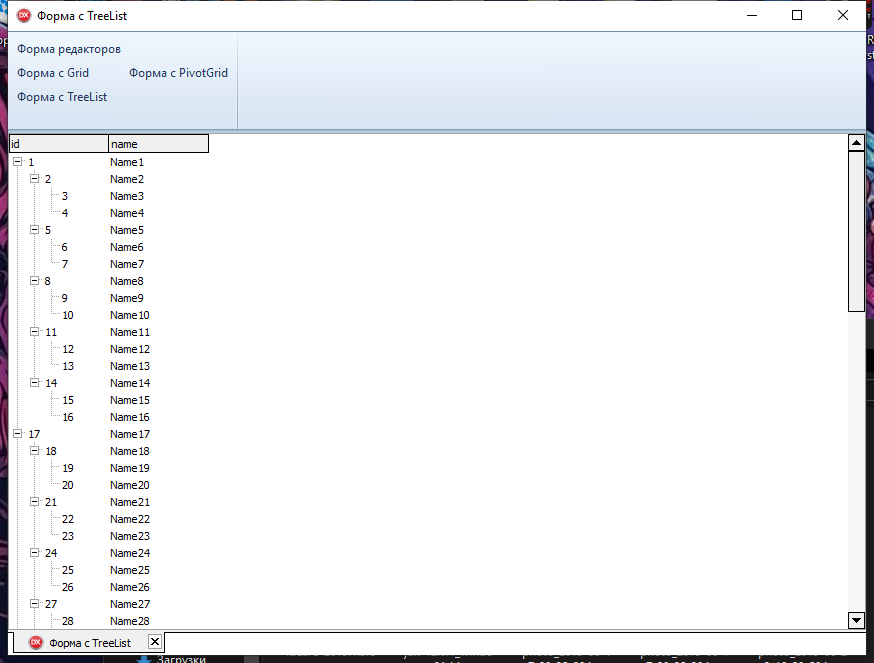 DX Форма с TreeList
Форма редакторов
Форма с Grid Форма с PivotGrid
Форма с TreeList
id name
1 Name1
2 Name2
3 Name3
4 Name4
5 Name5
6 Name6
7 Name7
8 Name8
9 Name9
10 Name10
11 Name11
12 Name12
13 Name13
14 Name14
15 Name15
16 Name16
17 Name17
18 Name18
19 Name19
20 Name20
21 Name21
22 Name22
23 Name23
24 Name24
25 Name25
26 Name26
27 Name27
28 Name28
DX Форма с TreeList
Загрузки